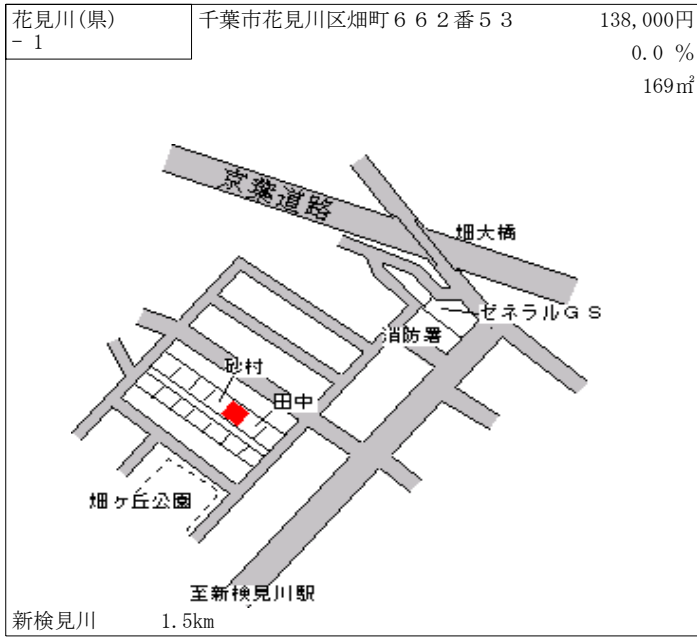 花見川(県)
- 1
千葉市花見川区畑町６６２番５３
138,000円
0.0 %
169㎡
京葉道路
畑大橋
ゼネラルＧＳ
消防署
砂村
田中
畑ヶ丘公園
至新検見川駅
新検見川 1.5km